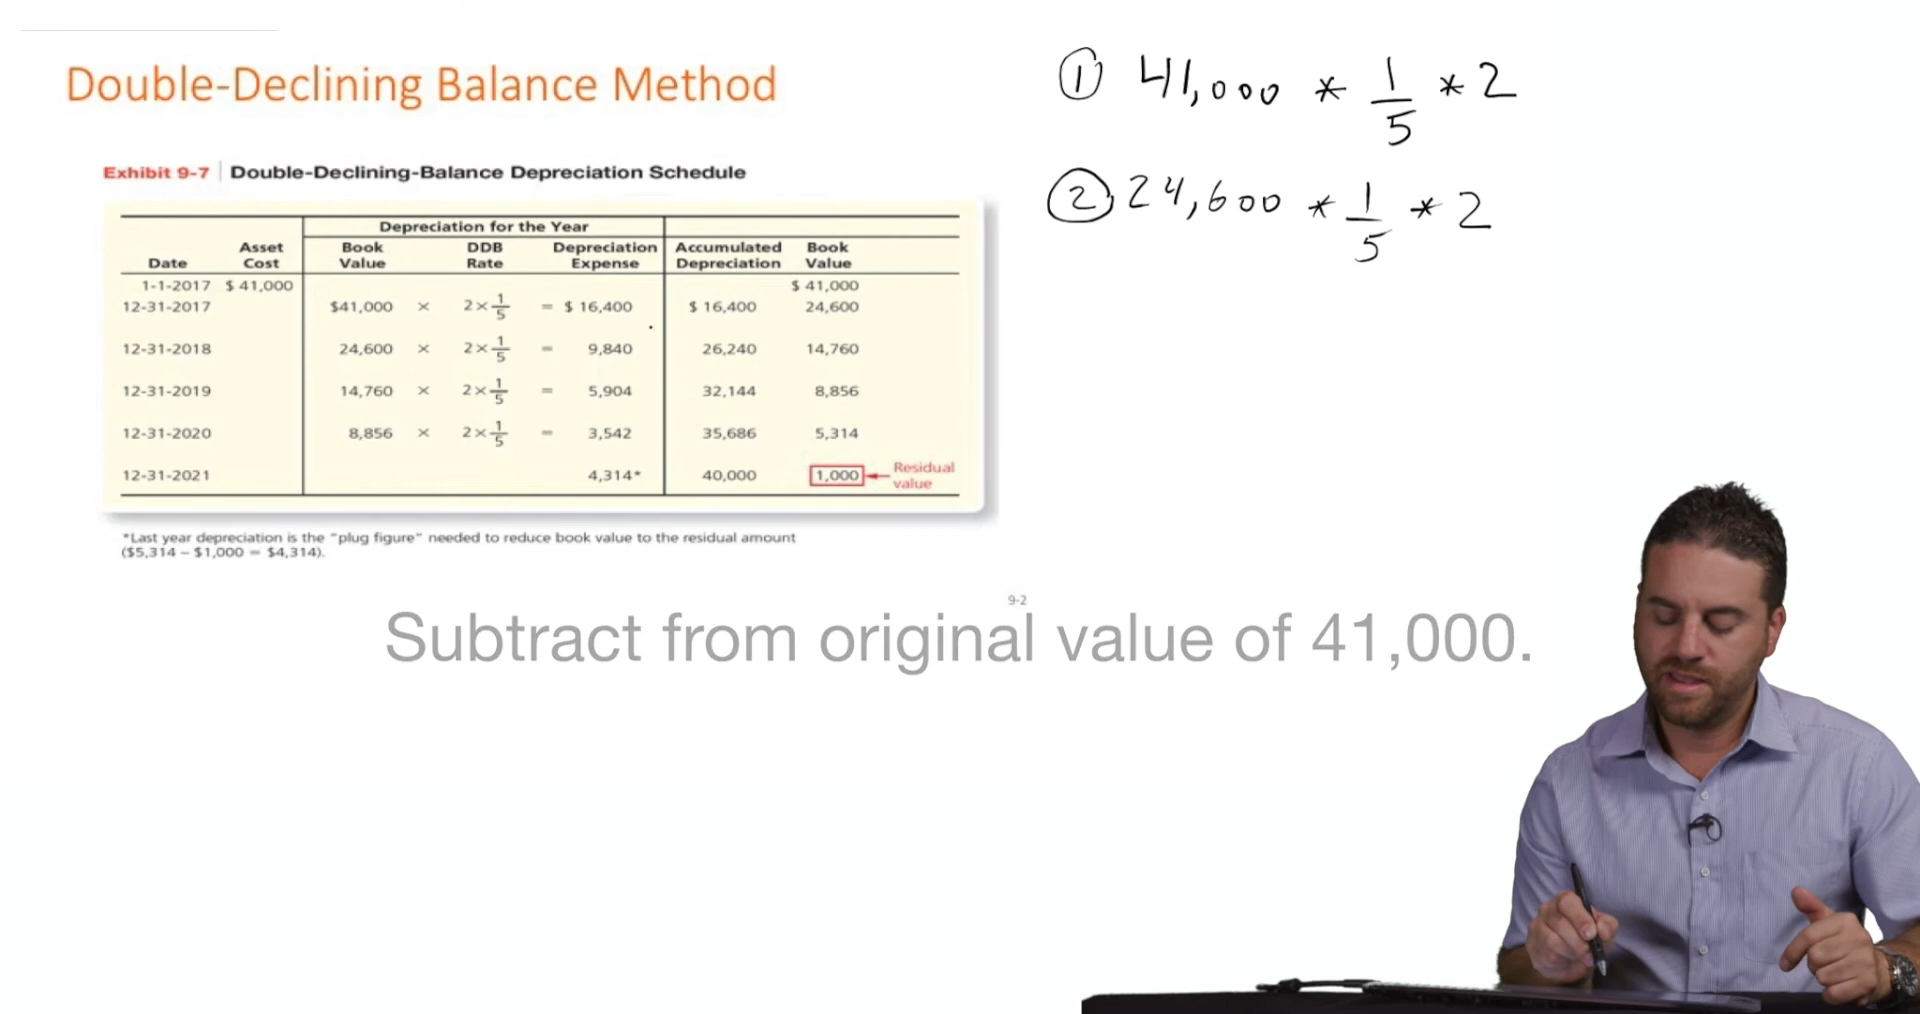 Double-Declining Balance Method
① 41,000 * 1/5 * 2
② 24,600 * 1/5 * 2
Exhibit 9-7 | Double-Declining-Balance Depreciation Schedule
Depreciation for the Year
Date Asset Cost Book Value DDB Rate Depreciation Expense Accumulated Depreciation Book Value
1-1-2017 $ 41,000 $ 41,000
12-31-2017 $41,000 × 2×1/5 = $ 16,400 $ 16,400 24,600
12-31-2018 24,600 × 2×1/5 = 9,840 26,240 14,760
12-31-2019 14,760 × 2×1/5 = 5,904 32,144 8,856
12-31-2020 8,856 × 2×1/5 = 3,542 35,686 5,314
12-31-2021 4,314* 40,000 1,000 Residual value
*Last year depreciation is the "plug figure" needed to reduce book value to the residual amount
($5,314 – $1,000 = $4,314).
9-2
Subtract from original value of 41,000.